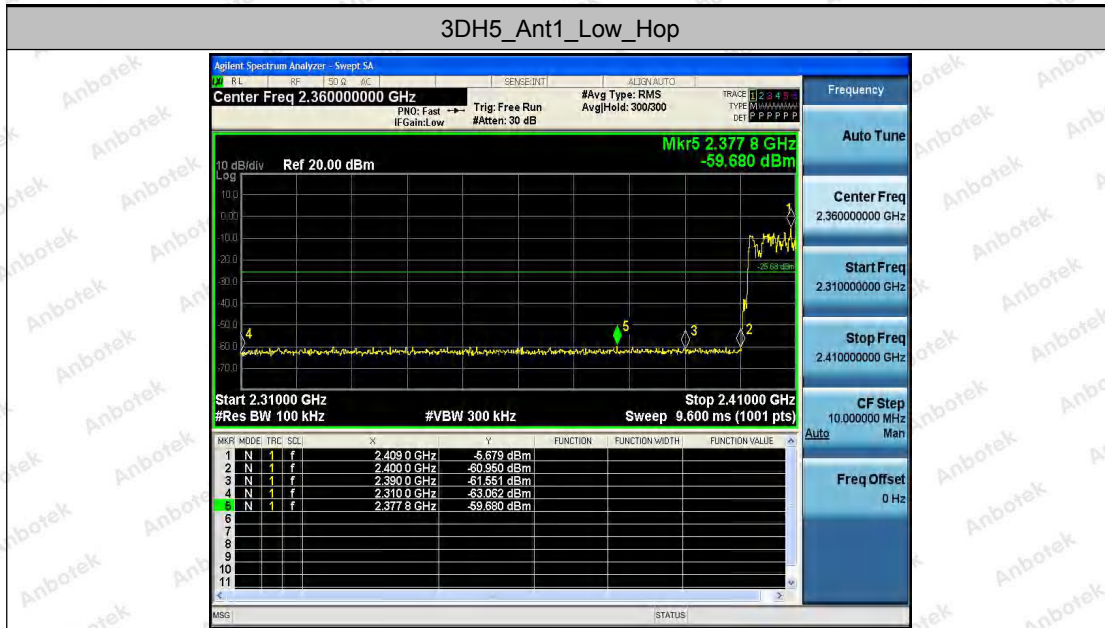 3DH5_Ant1_Low_Hop
Agilent Spectrum Analyzer - Swept SA
RL RF 50 Ω AC SENSE:INT ALIGN AUTO
Center Freq 2.360000000 GHz
PNO: Fast
IFGain:Low
Trig: Free Run
#Atten: 30 dB
#Avg Type: RMS
Avg|Hold: 300/300
TRACE 1 2 3 4 5 6
TYPE M
DET P P P P P P
Mkr5 2.377 8 GHz
-59.680 dBm
10 dB/div Ref 20.00 dBm
Log
10.0
0.00
-10.0
-20.0
-30.0
-40.0
-50.0
-60.0
-70.0
-25.68 dBm
1
2
3
4
5
Start 2.31000 GHz Stop 2.41000 GHz
#Res BW 100 kHz #VBW 300 kHz Sweep 9.600 ms (1001 pts)
MKR MODE TRC SCL X Y FUNCTION FUNCTION WIDTH FUNCTION VALUE
1 N 1 f 2.409 0 GHz -5.679 dBm
2 N 1 f 2.400 0 GHz -60.950 dBm
3 N 1 f 2.390 0 GHz -61.551 dBm
4 N 1 f 2.310 0 GHz -63.062 dBm
5 N 1 f 2.377 8 GHz -59.680 dBm
6
7
8
9
10
11
MSG STATUS
Frequency
Auto Tune
Center Freq
2.360000000 GHz
Start Freq
2.310000000 GHz
Stop Freq
2.410000000 GHz
CF Step
10.000000 MHz
Auto Man
Freq Offset
0 Hz
Anbotek